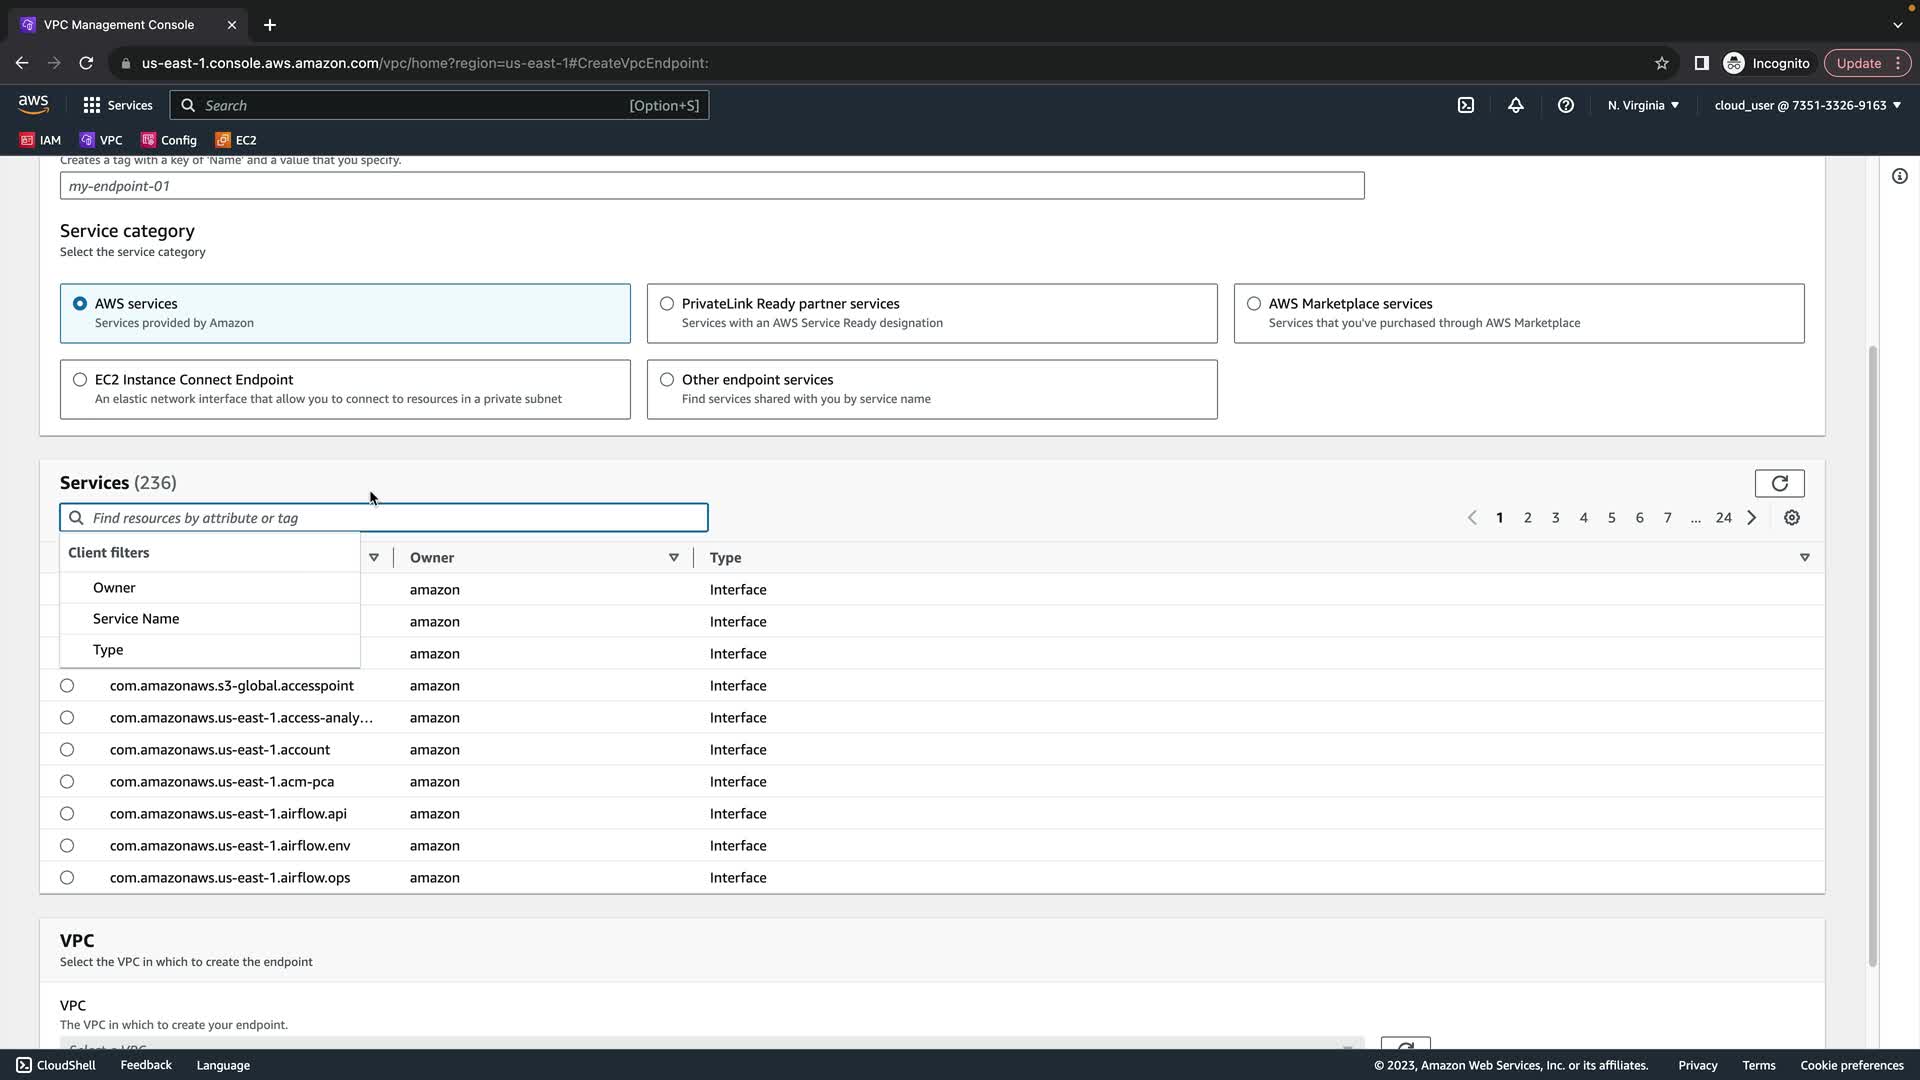 VPC Management Console
us-east-1.console.aws.amazon.com/vpc/home?region=us-east-1#CreateVpcEndpoint:
Incognito
Update
aws
Services
Search
[Option+S]
N. Virginia
cloud_user @ 7351-3326-9163
IAM
VPC
Config
EC2
Creates a tag with a key of 'Name' and a value that you specify.
my-endpoint-01
Service category
Select the service category
AWS services
Services provided by Amazon
PrivateLink Ready partner services
Services with an AWS Service Ready designation
AWS Marketplace services
Services that you've purchased through AWS Marketplace
EC2 Instance Connect Endpoint
An elastic network interface that allow you to connect to resources in a private subnet
Other endpoint services
Find services shared with you by service name
Services (236)
Find resources by attribute or tag
1 2 3 4 5 6 7 ... 24
Client filters
Owner
Service Name
Type
Owner
Type
amazon Interface
amazon Interface
amazon Interface
com.amazonaws.s3-global.accesspoint amazon Interface
com.amazonaws.us-east-1.access-analy... amazon Interface
com.amazonaws.us-east-1.account amazon Interface
com.amazonaws.us-east-1.acm-pca amazon Interface
com.amazonaws.us-east-1.airflow.api amazon Interface
com.amazonaws.us-east-1.airflow.env amazon Interface
com.amazonaws.us-east-1.airflow.ops amazon Interface
VPC
Select the VPC in which to create the endpoint
VPC
The VPC in which to create your endpoint.
Select a VPC
CloudShell
Feedback
Language
© 2023, Amazon Web Services, Inc. or its affiliates.
Privacy
Terms
Cookie preferences